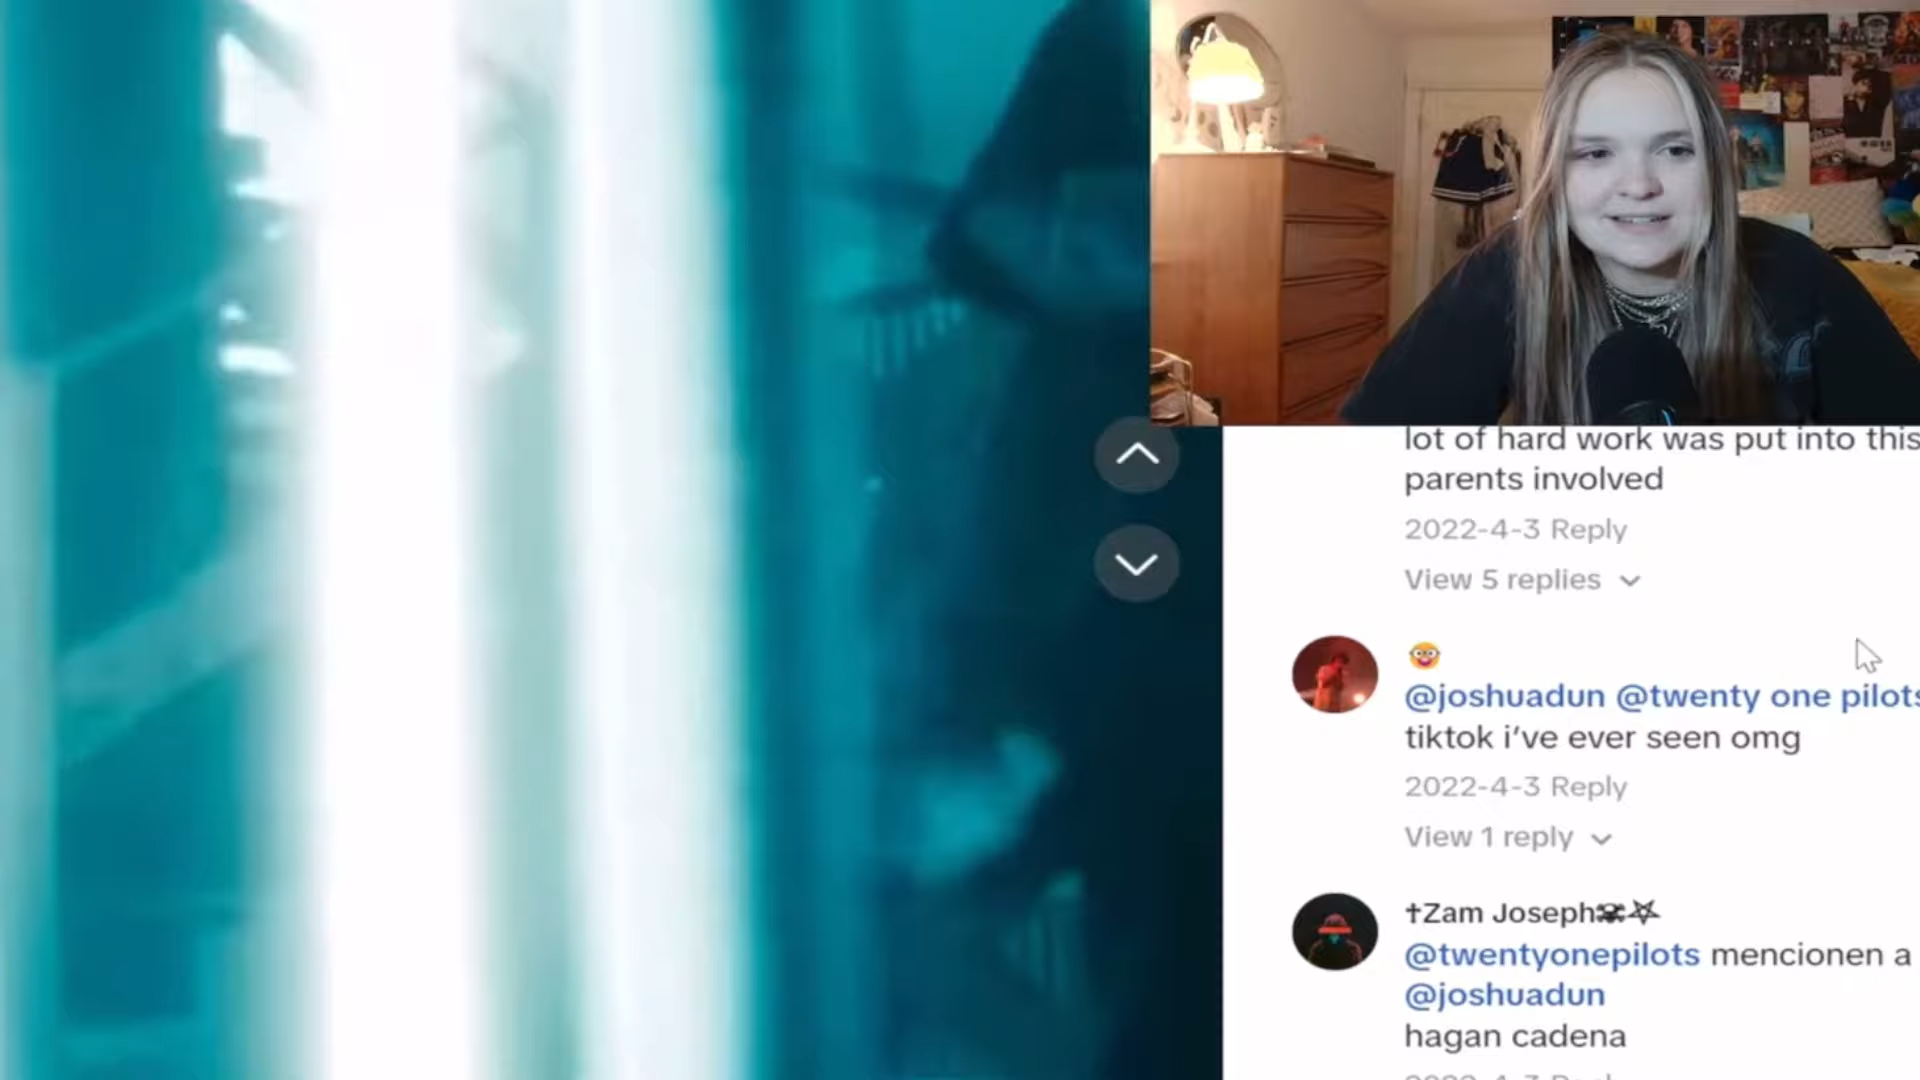 lot of hard work was put into this
parents involved
2022-4-3 Reply
View 5 replies
@joshuadun @twenty one pilots
tiktok i've ever seen omg
2022-4-3 Reply
View 1 reply
†Zam Joseph☠⛧
@twentyonepilots mencionen a
@joshuadun
hagan cadena